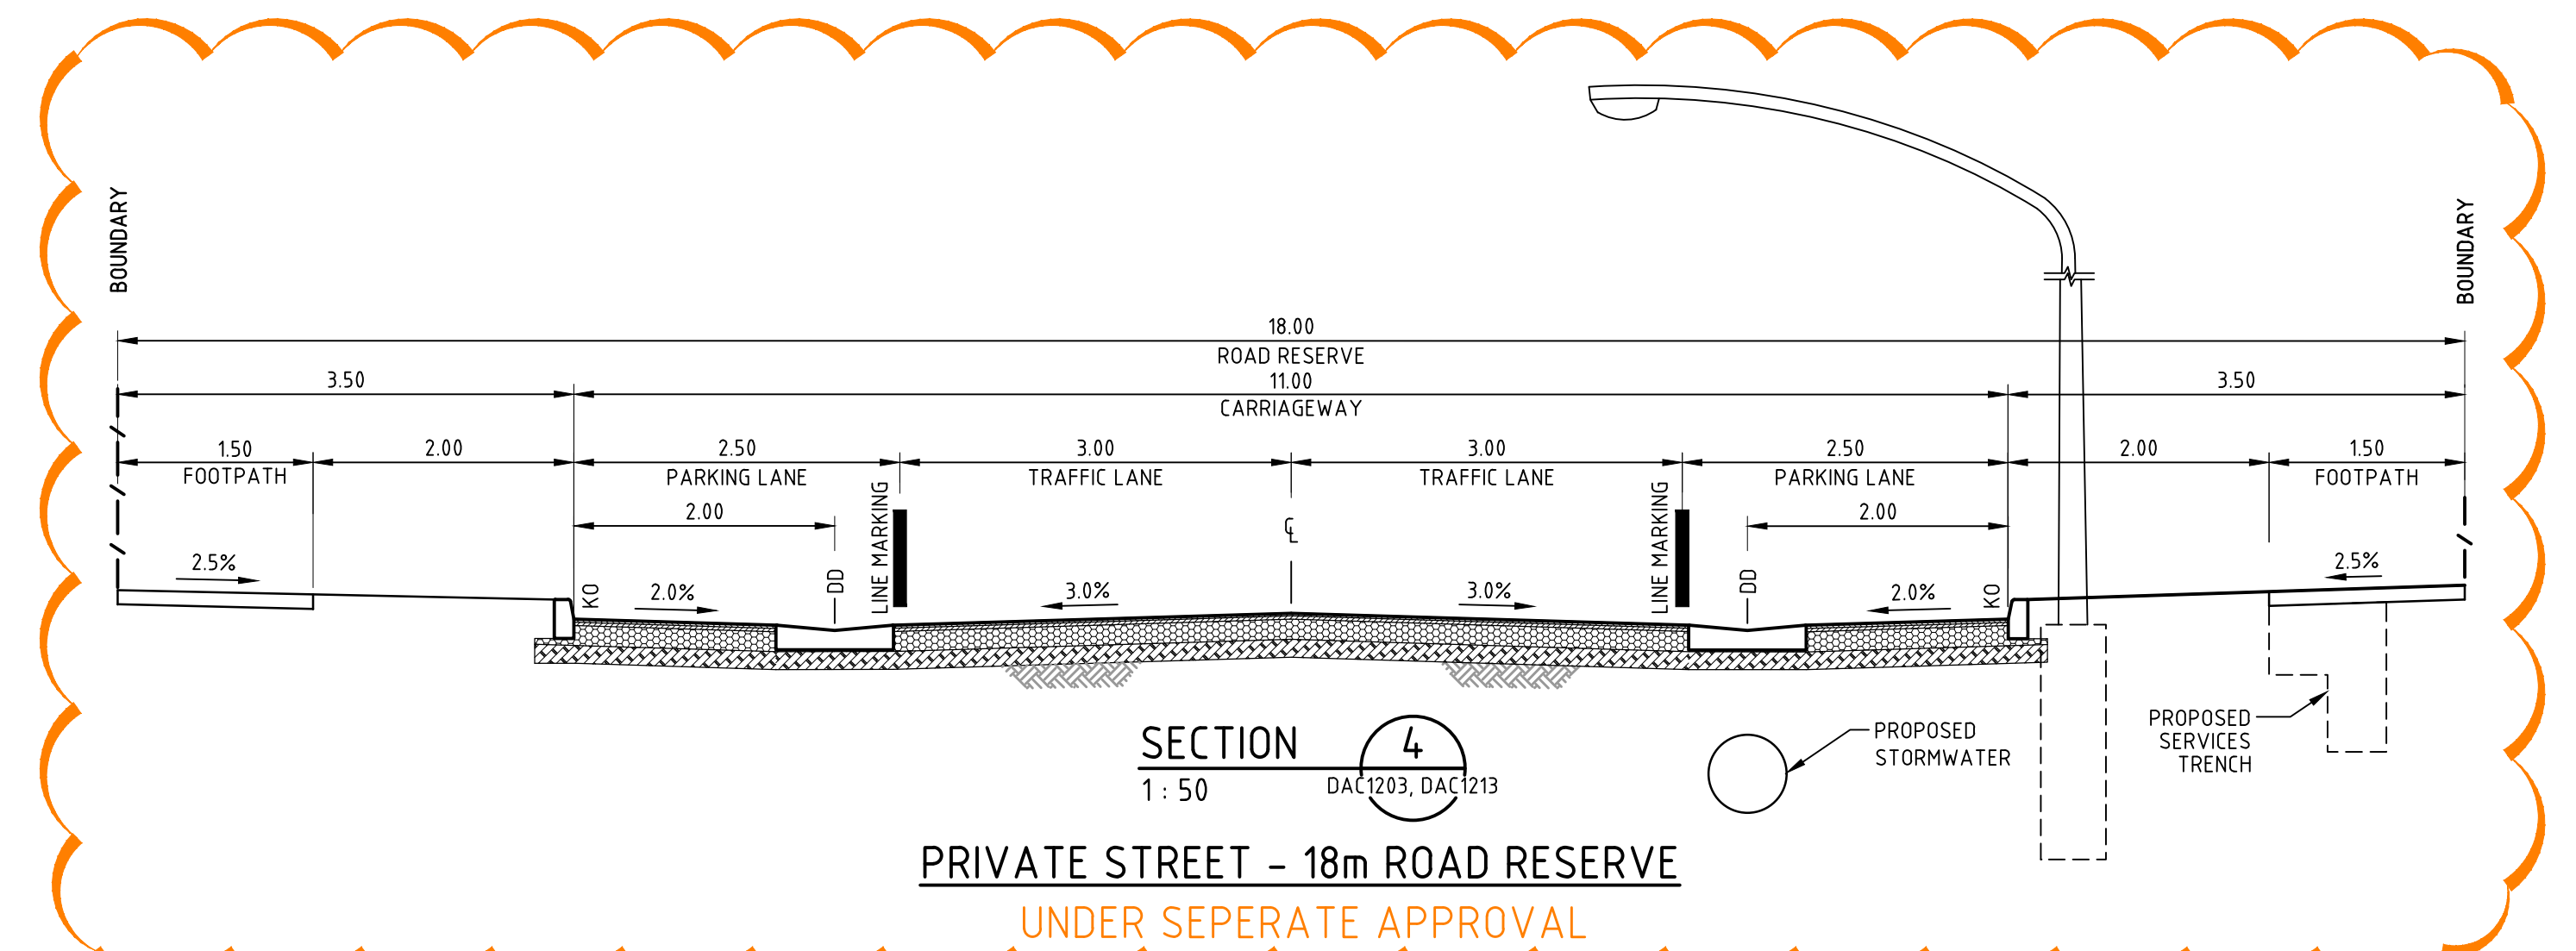 BOUNDARY
BOUNDARY
18.00
ROAD RESERVE
3.50
11.00
3.50
CARRIAGEWAY
1.50
2.00
2.50
3.00
3.00
2.50
2.00
1.50
FOOTPATH
PARKING LANE
TRAFFIC LANE
TRAFFIC LANE
PARKING LANE
FOOTPATH
2.00
LINE MARKING
℄
LINE MARKING
2.00
2.5%
KO
2.0%
DD
3.0%
3.0%
DD
2.0%
KO
2.5%
SECTION
4
1 : 50
DAC1203, DAC1213
PROPOSED
STORMWATER
PROPOSED
SERVICES
TRENCH
PRIVATE STREET - 18m ROAD RESERVE
UNDER SEPERATE APPROVAL